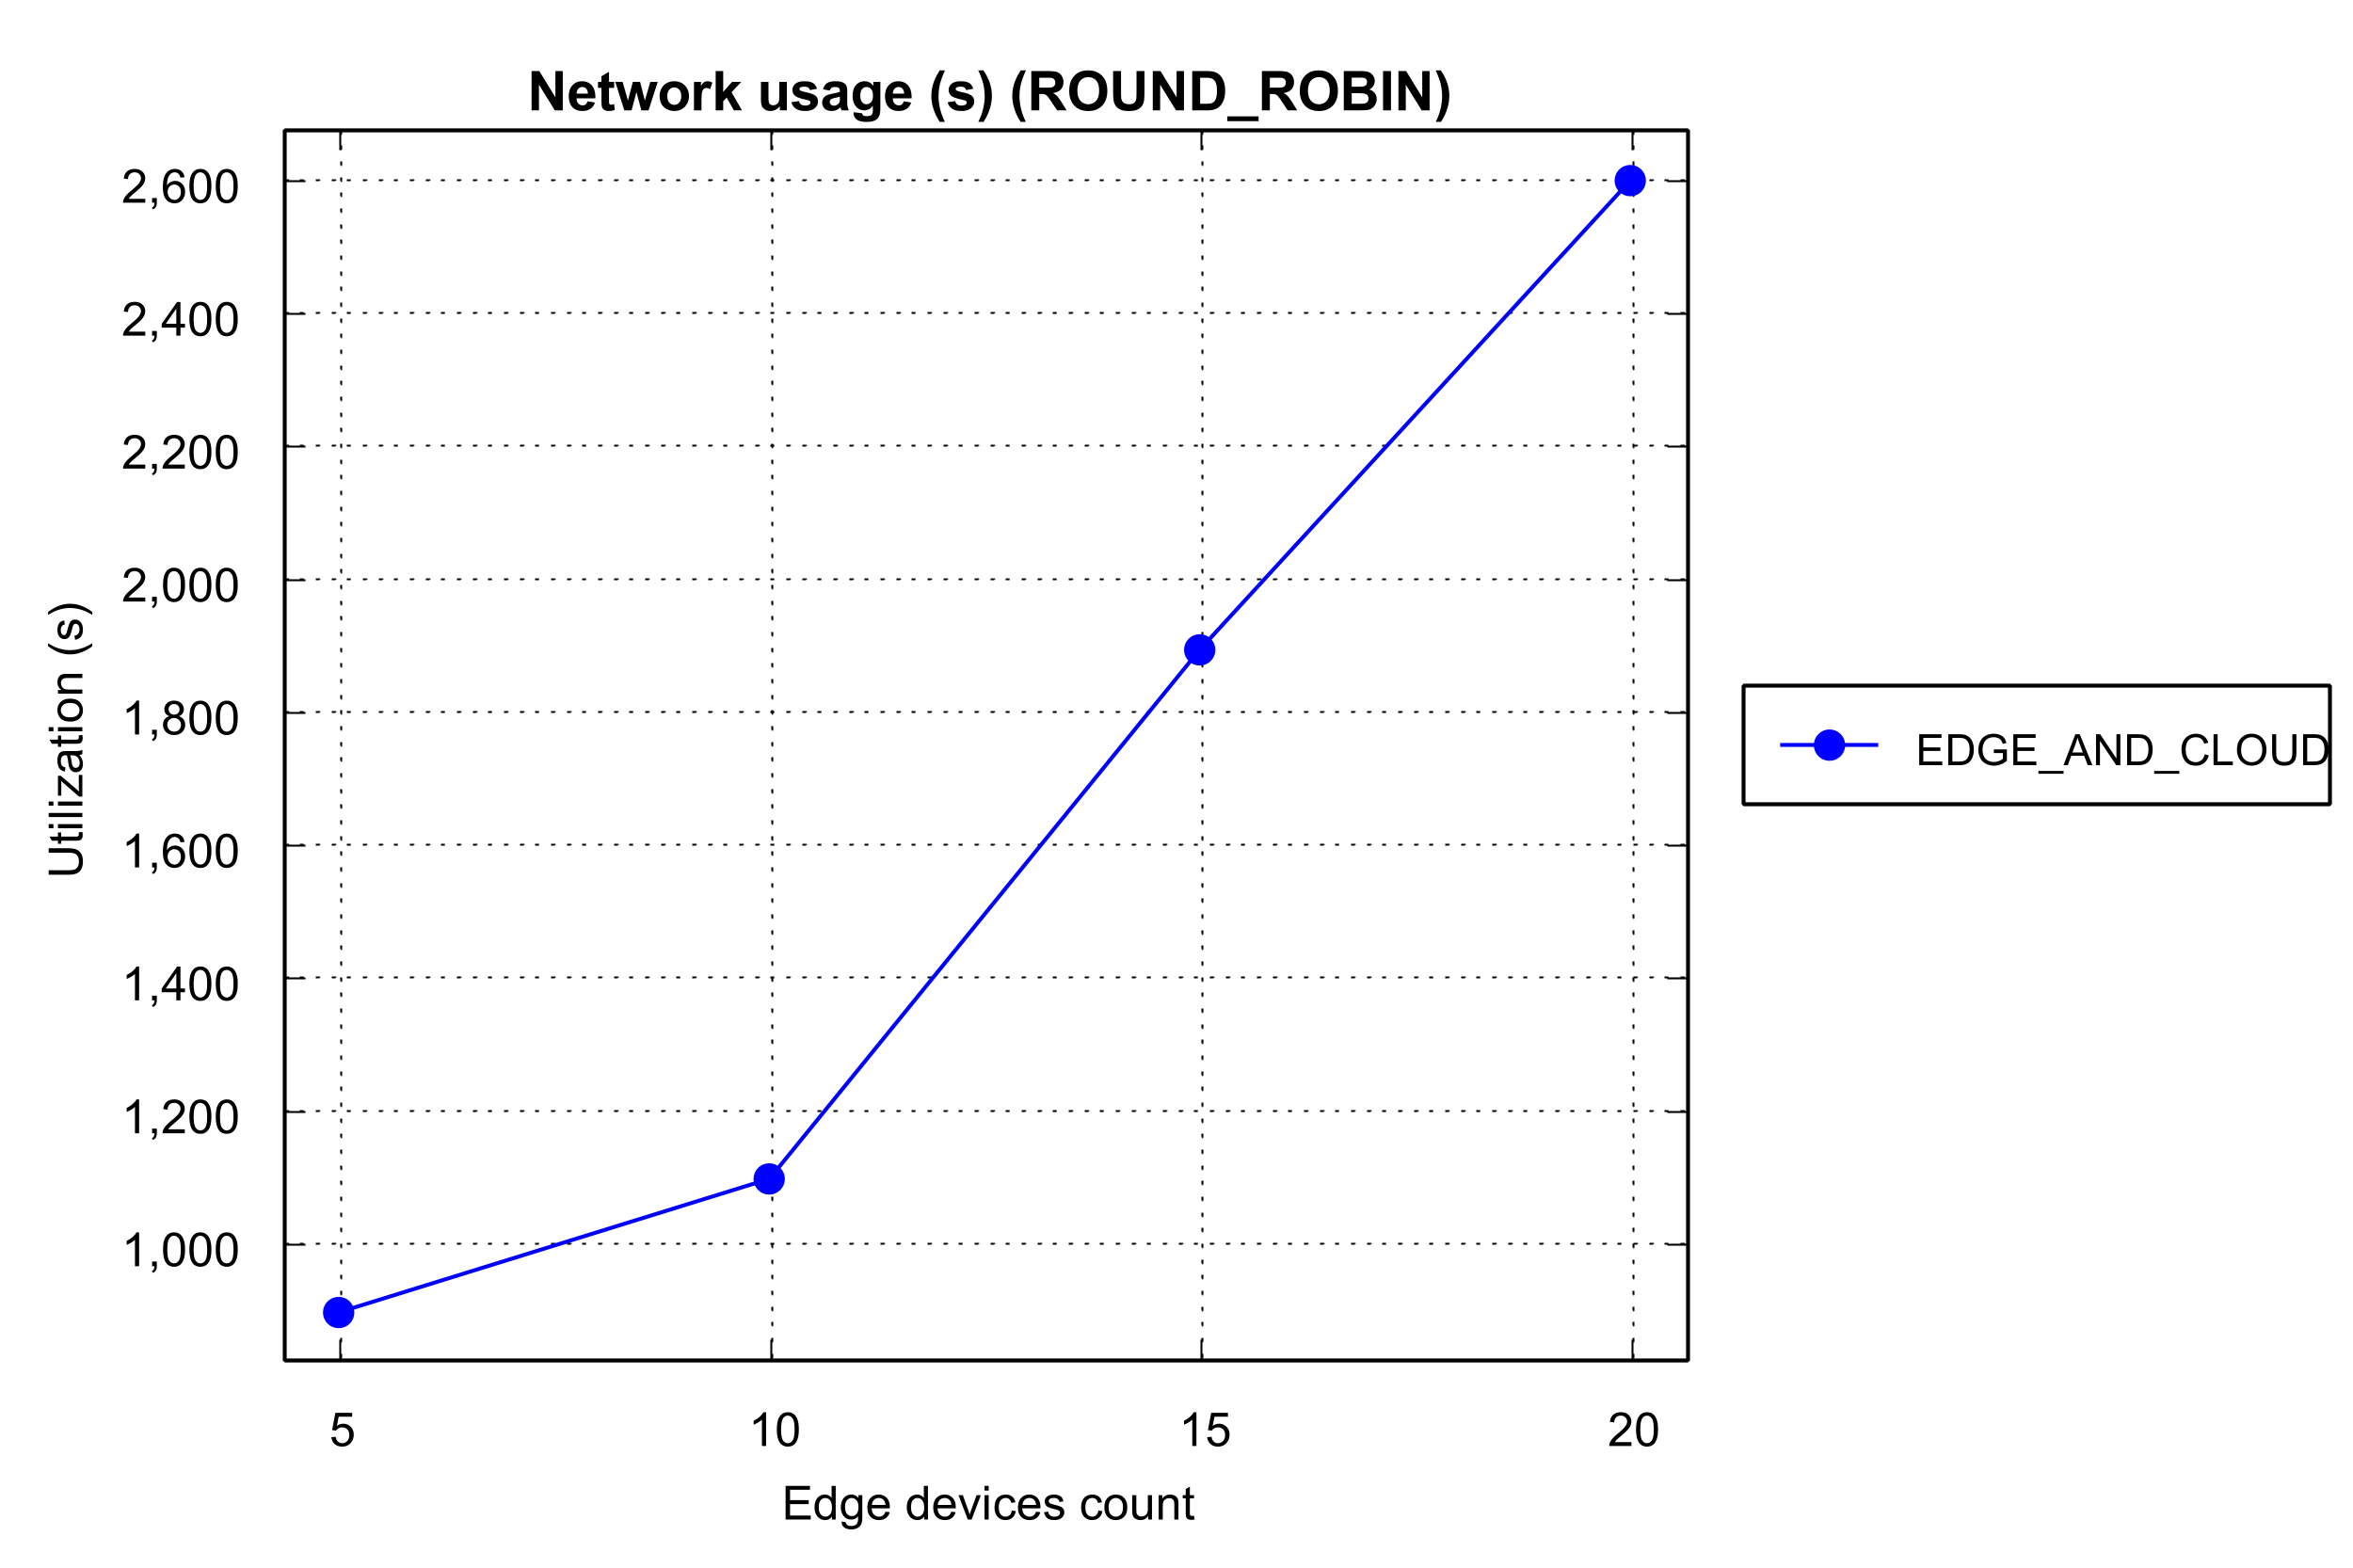 Network usage (s) (ROUND_ROBIN)
2,600
2,400
2,200
2,000
1,800
1,600
1,400
1,200
1,000
Utilization (s)
EDGE_AND_CLOUD
5 10 15 20
Edge devices count